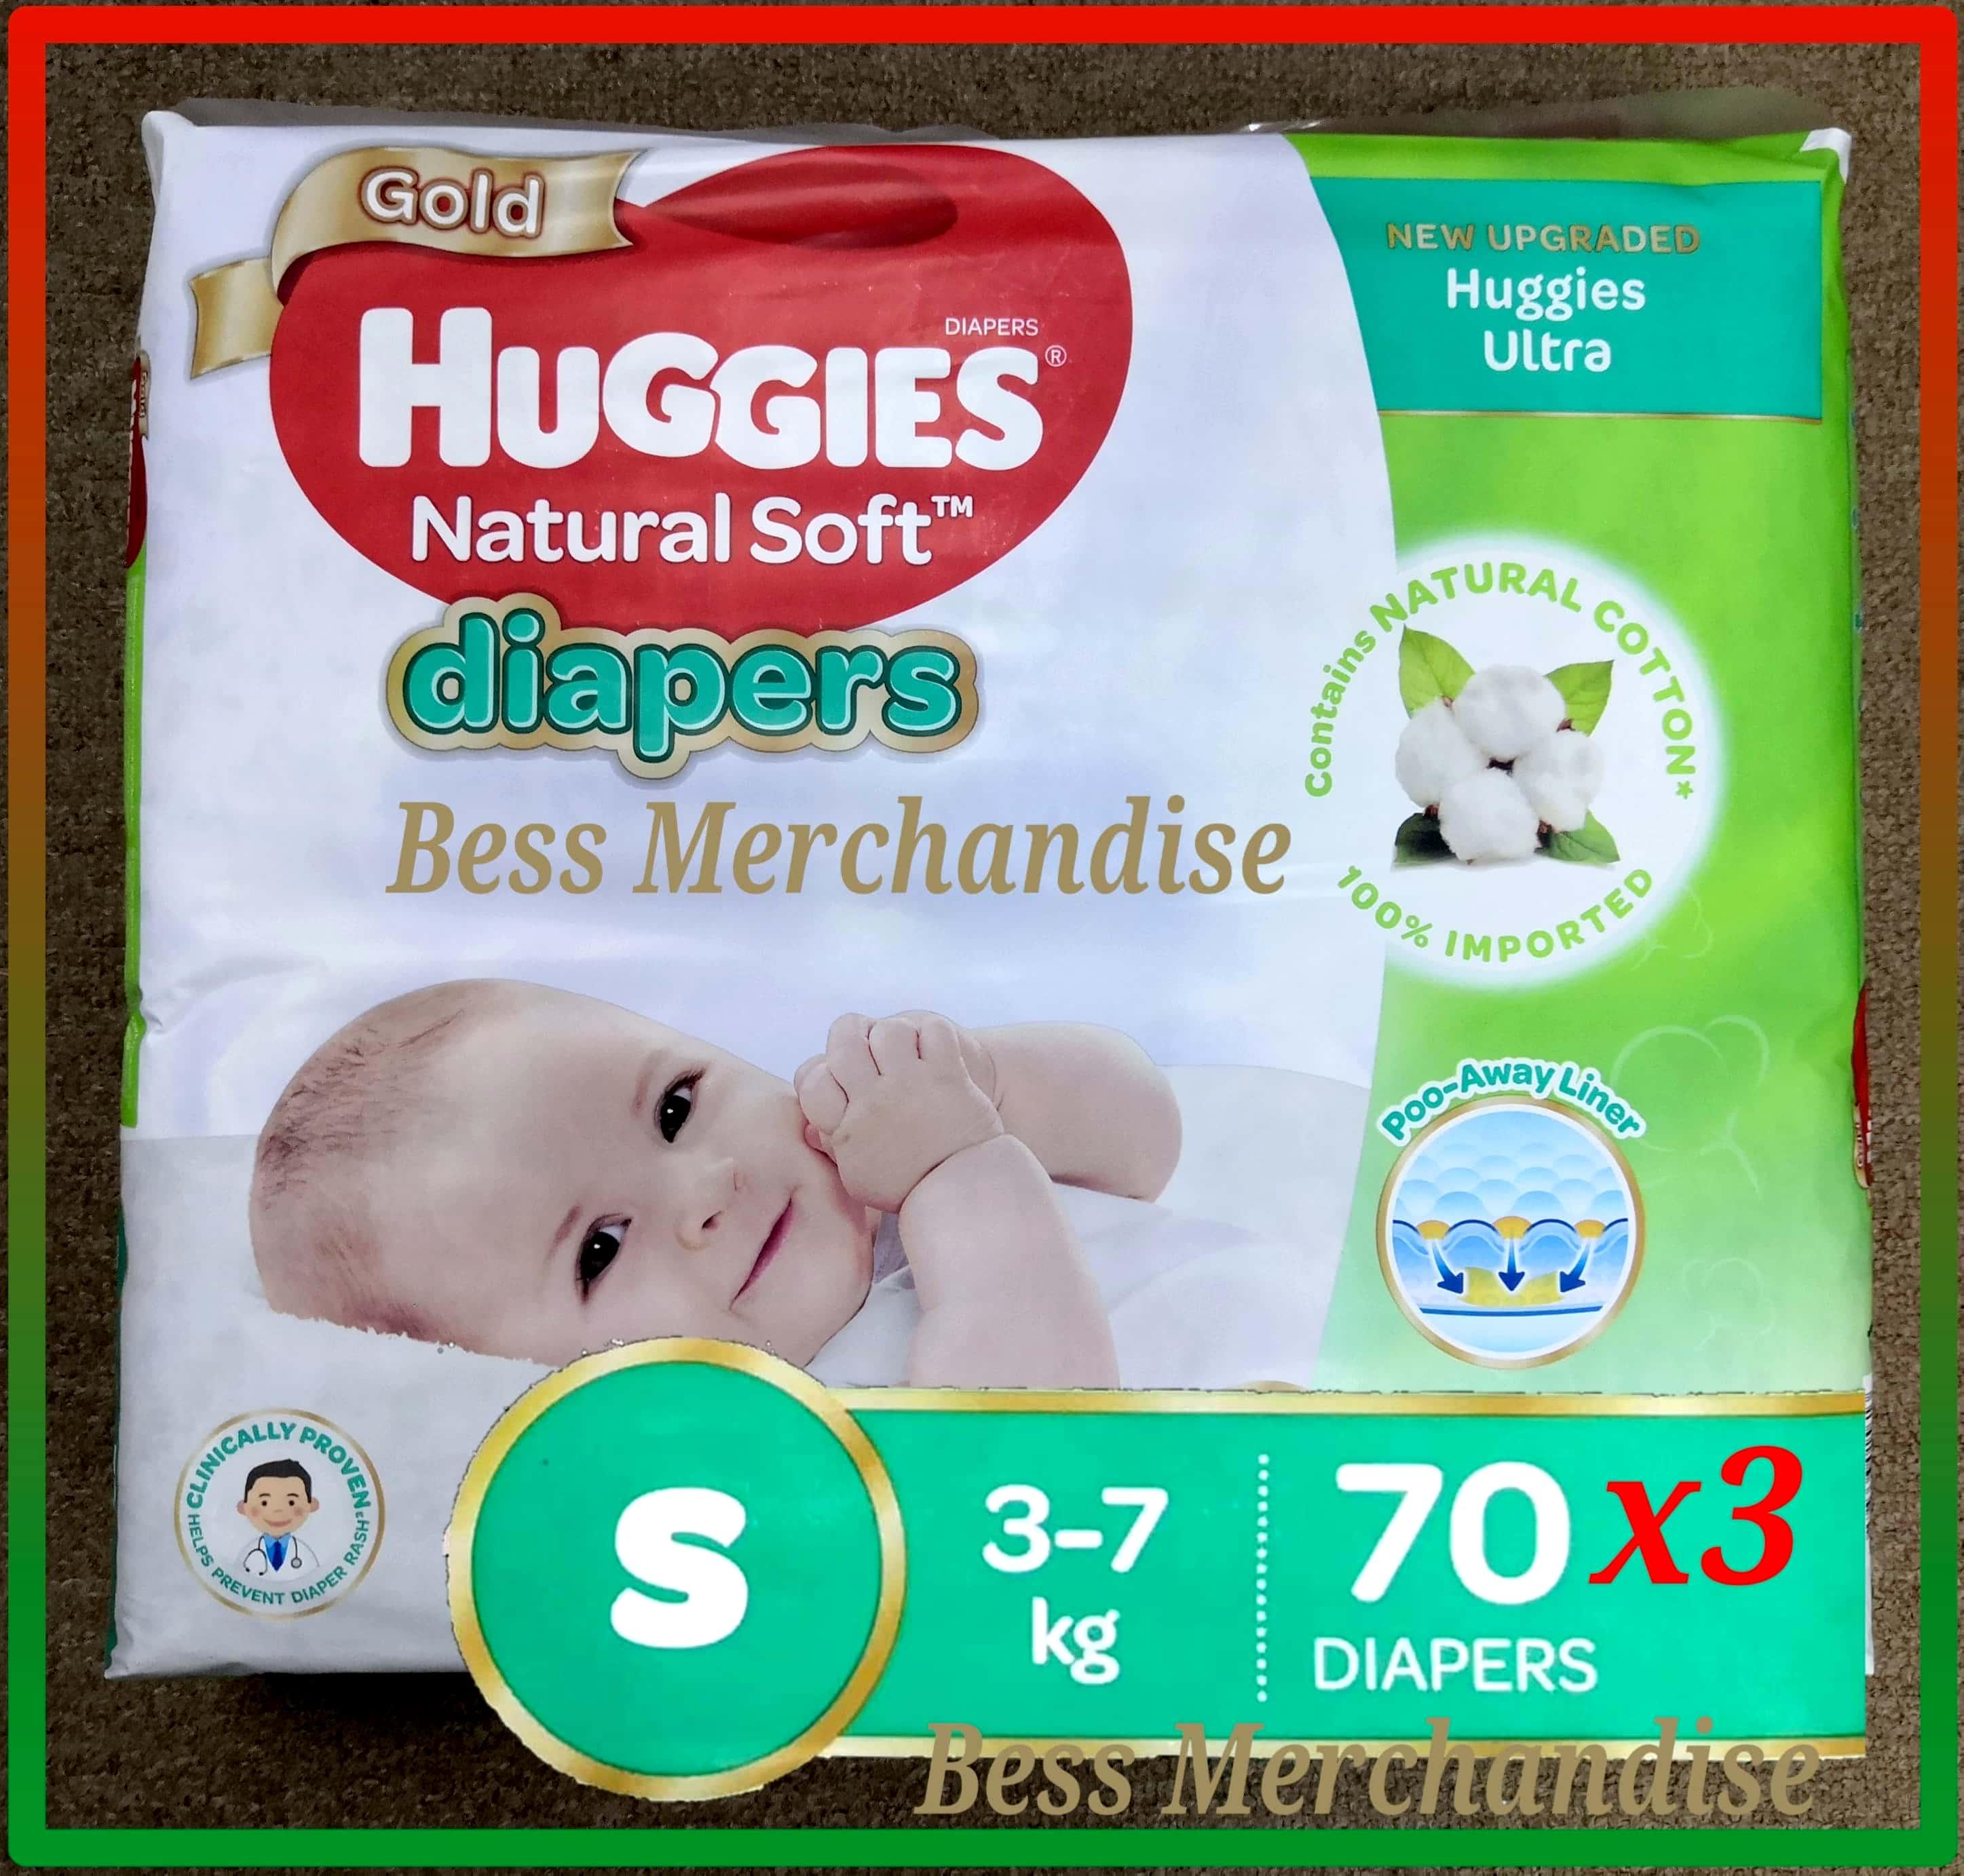 Gold
DIAPERS
HUGGIES®
Natural Soft™
diapers
NEW UPGRADED
Huggies
Ultra
Contains NATURAL COTTON*
100% IMPORTED
Bess Merchandise
Poo-Away Liner
CLINICALLY PROVEN
HELPS PREVENT DIAPER RASH
S
3-7
kg
70 x3
DIAPERS
Bess Merchandise